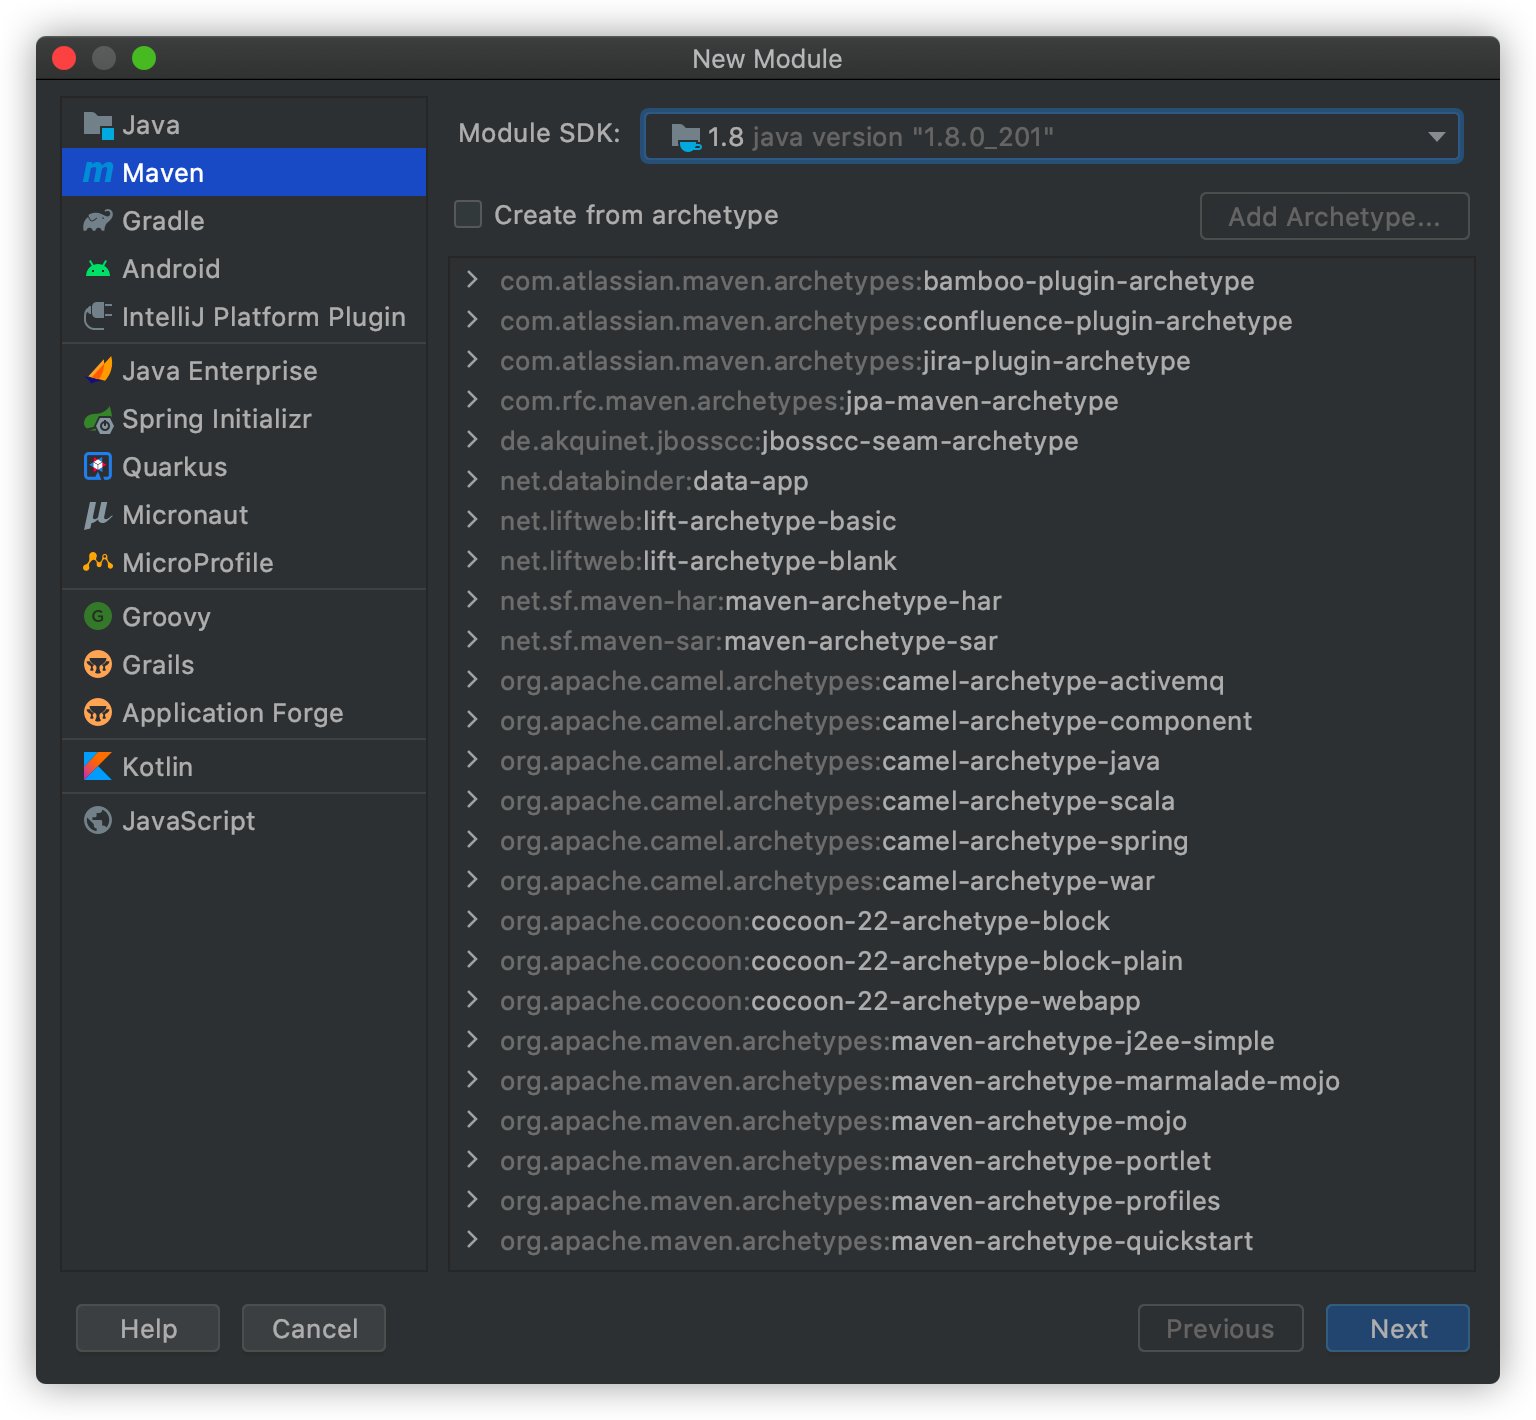 New Module
Java
Maven
Gradle
Android
IntelliJ Platform Plugin
Java Enterprise
Spring Initializr
Quarkus
Micronaut
MicroProfile
Groovy
Grails
Application Forge
Kotlin
JavaScript
Module SDK: 1.8 java version "1.8.0_201"
Create from archetype
Add Archetype...
com.atlassian.maven.archetypes:bamboo-plugin-archetype
com.atlassian.maven.archetypes:confluence-plugin-archetype
com.atlassian.maven.archetypes:jira-plugin-archetype
com.rfc.maven.archetypes:jpa-maven-archetype
de.akquinet.jbosscc:jbosscc-seam-archetype
net.databinder:data-app
net.liftweb:lift-archetype-basic
net.liftweb:lift-archetype-blank
net.sf.maven-har:maven-archetype-har
net.sf.maven-sar:maven-archetype-sar
org.apache.camel.archetypes:camel-archetype-activemq
org.apache.camel.archetypes:camel-archetype-component
org.apache.camel.archetypes:camel-archetype-java
org.apache.camel.archetypes:camel-archetype-scala
org.apache.camel.archetypes:camel-archetype-spring
org.apache.camel.archetypes:camel-archetype-war
org.apache.cocoon:cocoon-22-archetype-block
org.apache.cocoon:cocoon-22-archetype-block-plain
org.apache.cocoon:cocoon-22-archetype-webapp
org.apache.maven.archetypes:maven-archetype-j2ee-simple
org.apache.maven.archetypes:maven-archetype-marmalade-mojo
org.apache.maven.archetypes:maven-archetype-mojo
org.apache.maven.archetypes:maven-archetype-portlet
org.apache.maven.archetypes:maven-archetype-profiles
org.apache.maven.archetypes:maven-archetype-quickstart
Help
Cancel
Previous
Next